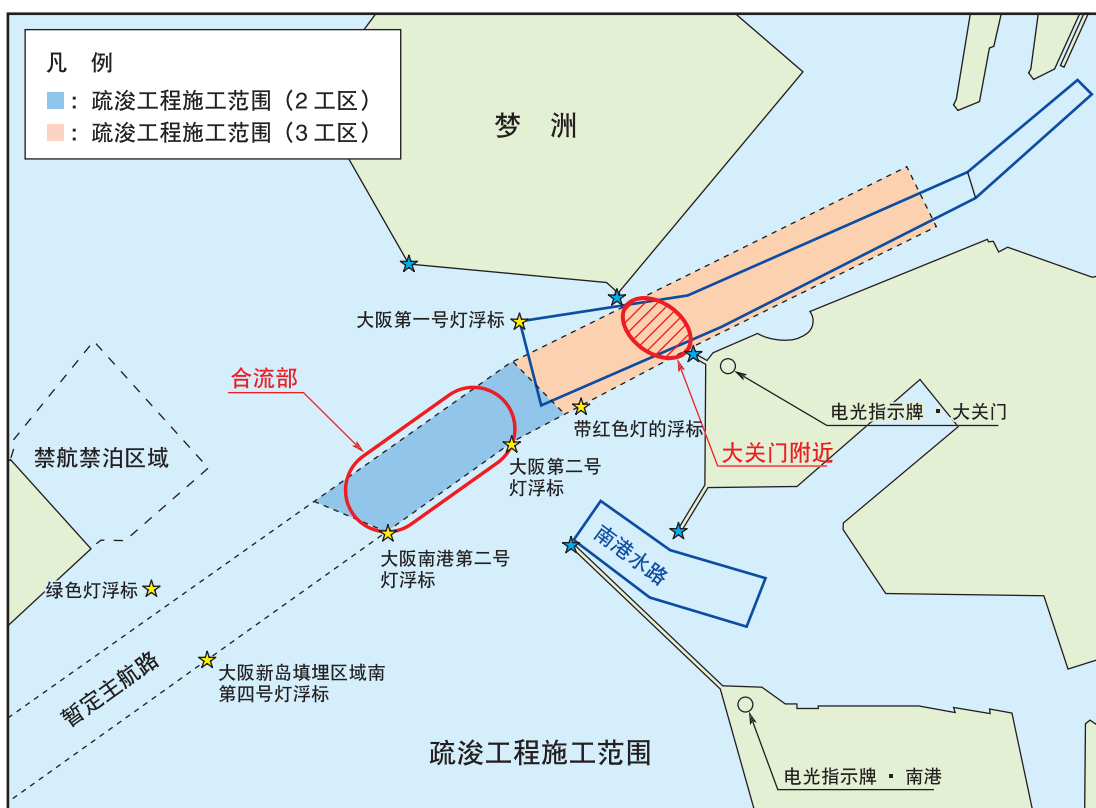 凡 例
：疏浚工程施工范围（2工区）
：疏浚工程施工范围（3工区）
梦 洲
大阪第一号灯浮标
合流部
电光指示牌・大关门
带红色灯的浮标
大关门附近
禁航禁泊区域
大阪第二号
灯浮标
南港水路
大阪南港第二号
灯浮标
绿色灯浮标
暂定主航路
大阪新岛填埋区域南
第四号灯浮标
疏浚工程施工范围
电光指示牌・南港